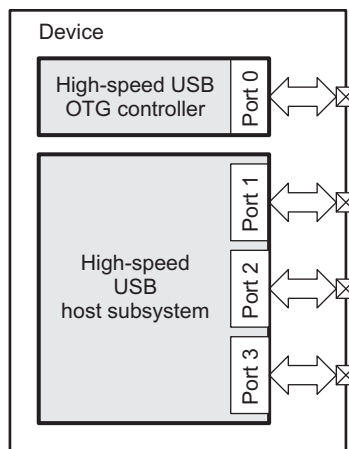 Device
High-speed USB
OTG controller
Port 0
Port 1
High-speed
USB
host subsystem
Port 2
Port 3